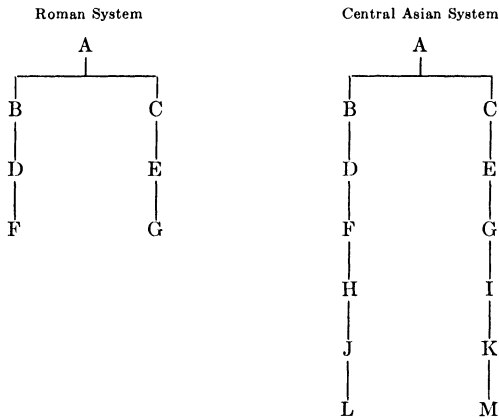 Roman System Central Asian System
A A
B C B C
D E D E
F G F G
H I
J K
L M